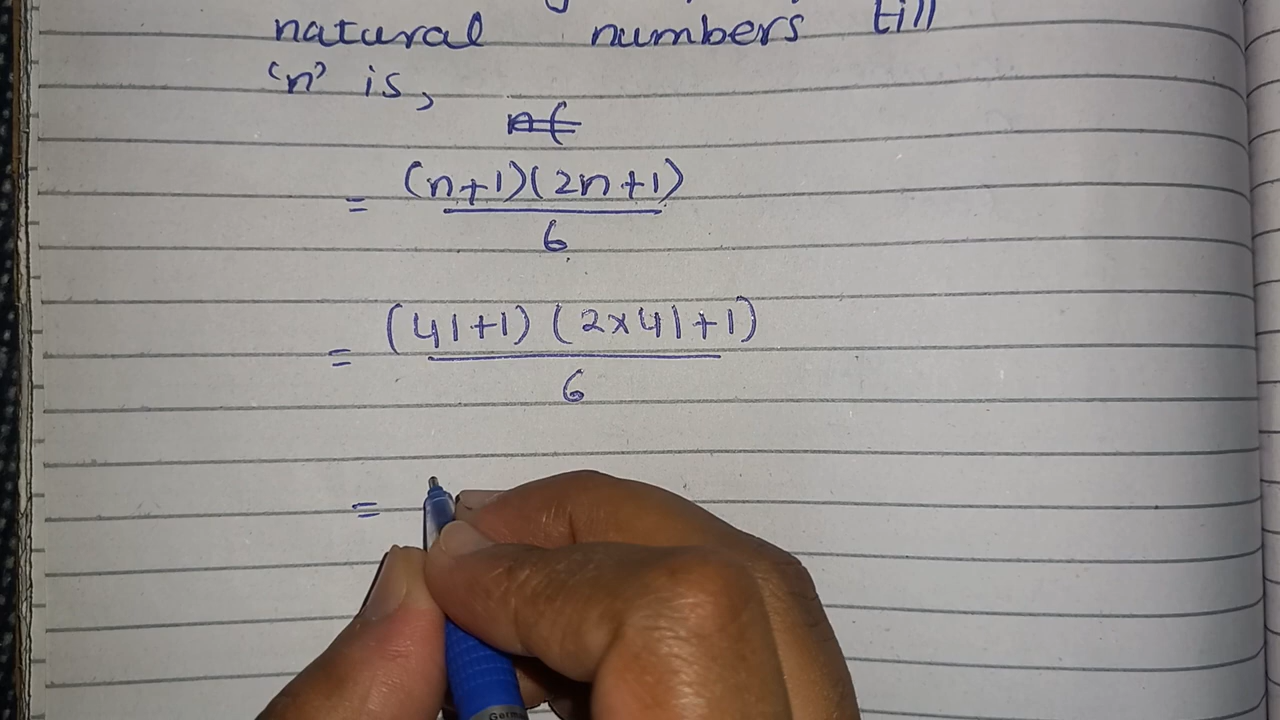 natural numbers till
'n' is,
= (n+1)(2n+1)
6
= (41+1) (2×41+1)
6
=